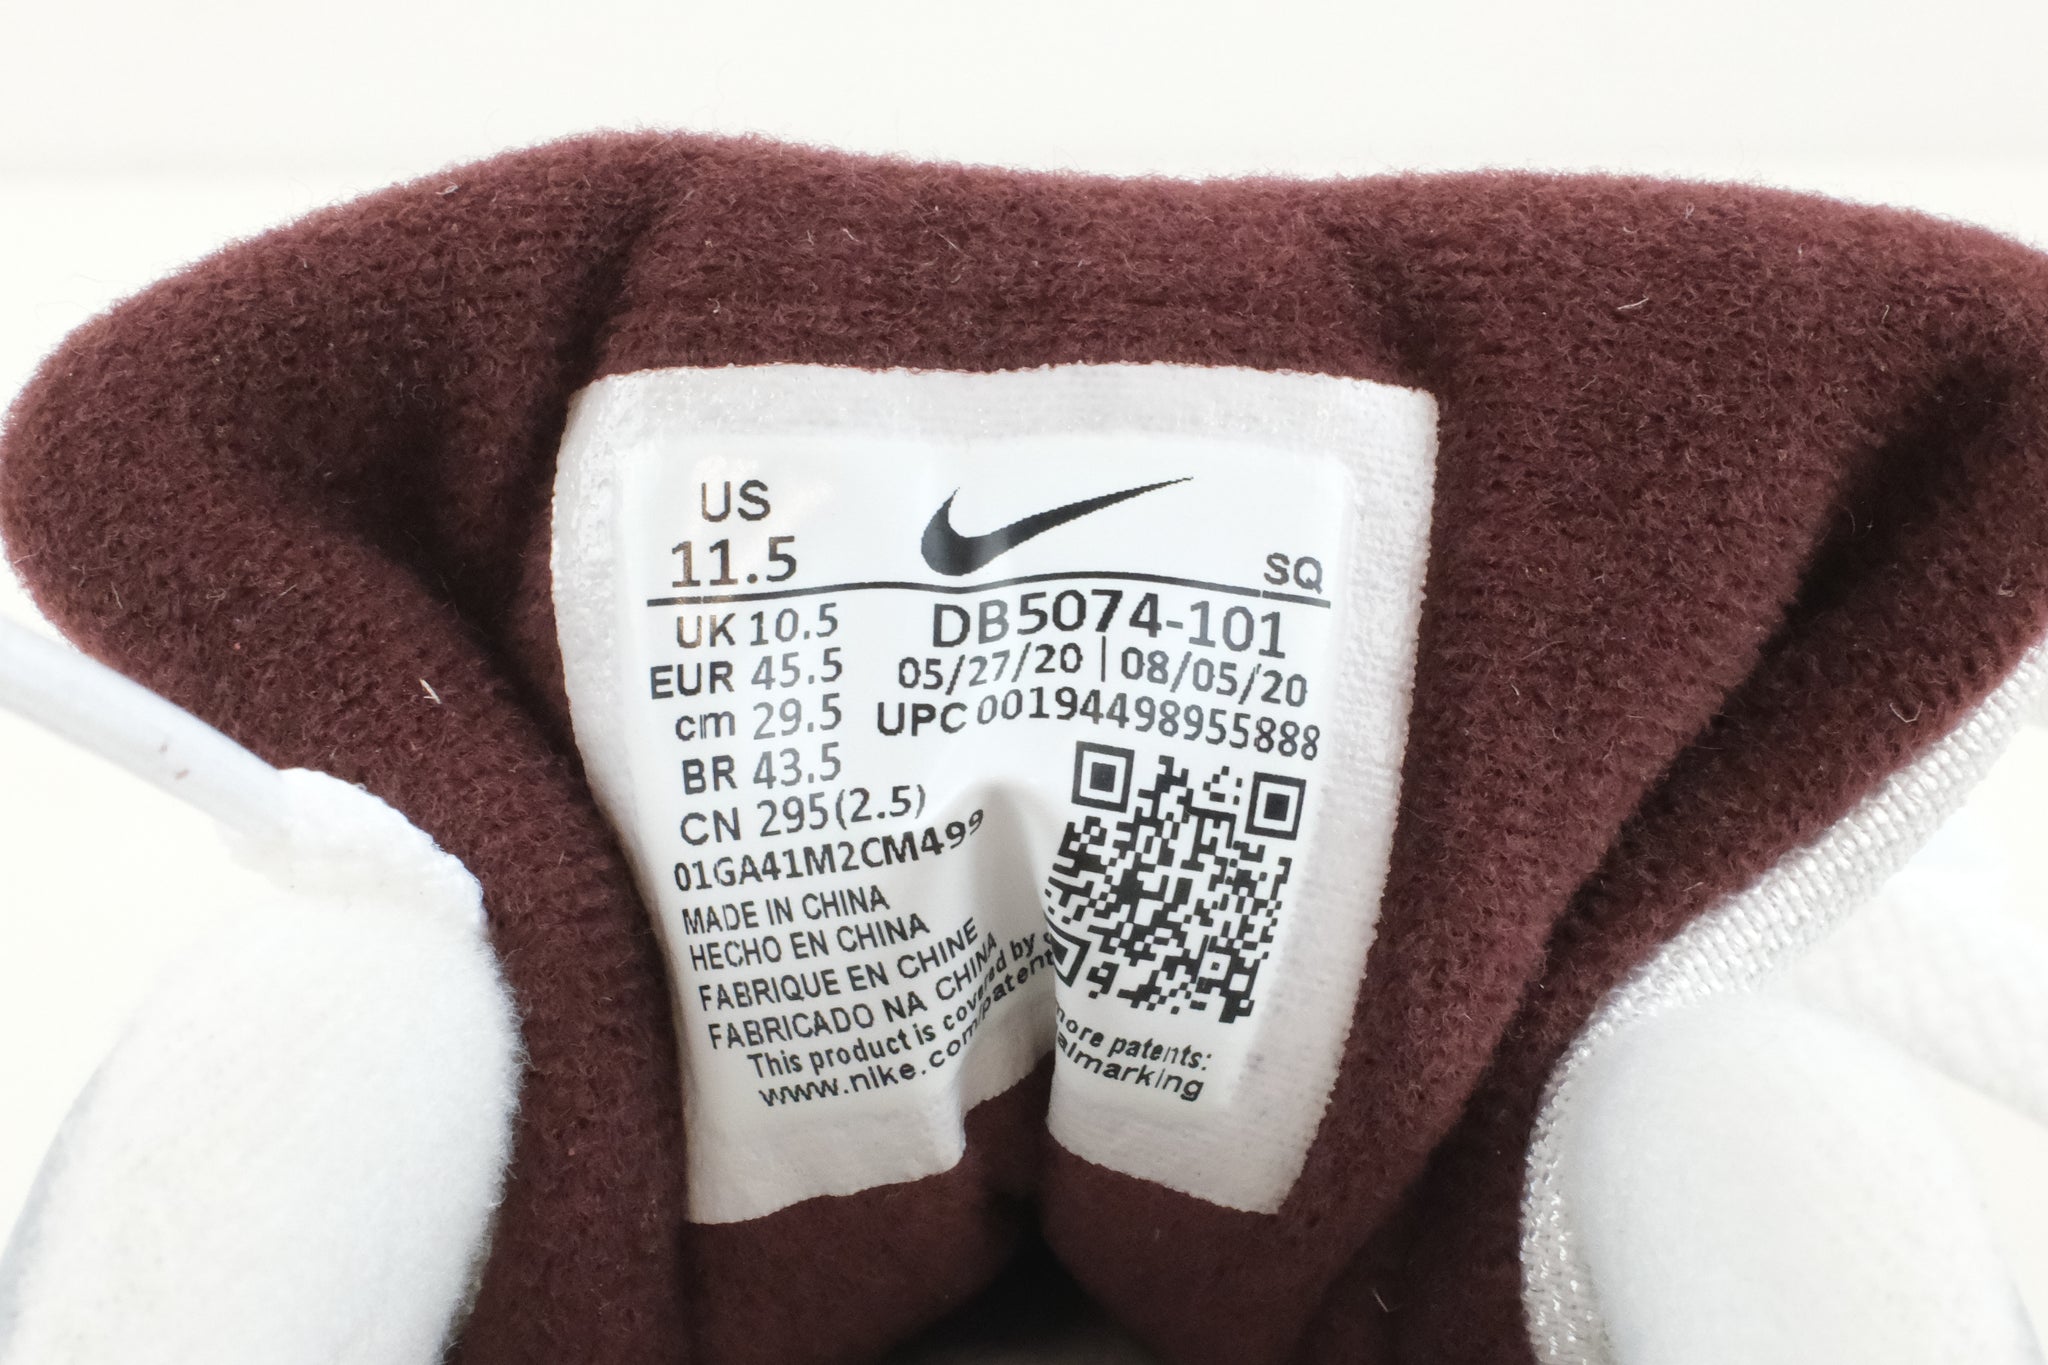 US
11.5
SQ
UK 10.5
EUR 45.5
cm 29.5
BR 43.5
CN 295(2.5)
DB5074-101
05/27/20 | 08/05/20
UPC 00194498955888
01GA41M2CM499
MADE IN CHINA
HECHO EN CHINA
FABRIQUE EN CHINE
FABRICADO NA CHINA
This product is covered by more patents:
www.nike.com/patent